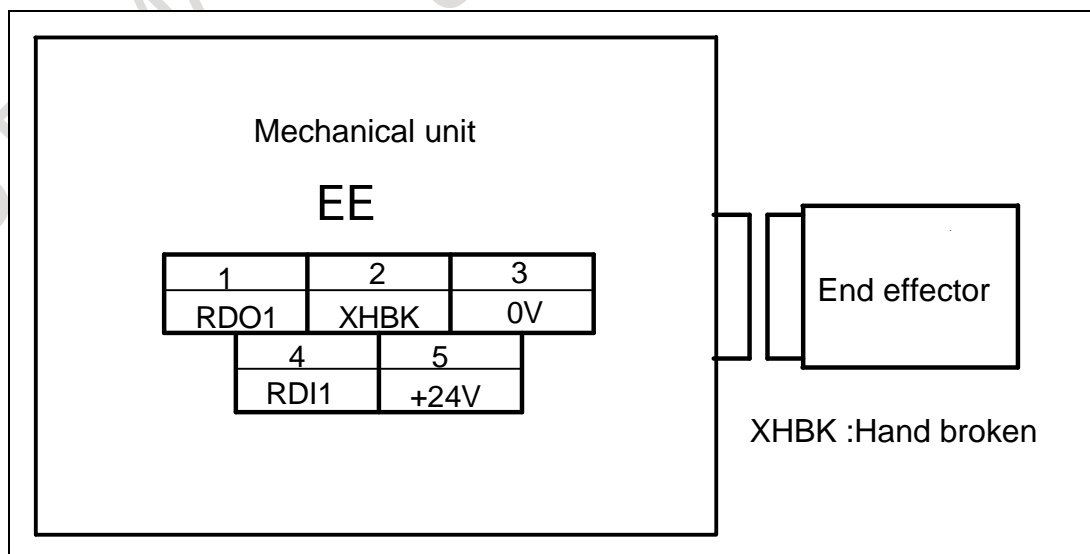 Mechanical unit
EE
1 2 3
RDO1 XHBK 0V
4 5
RDI1 +24V
End effector
XHBK :Hand broken